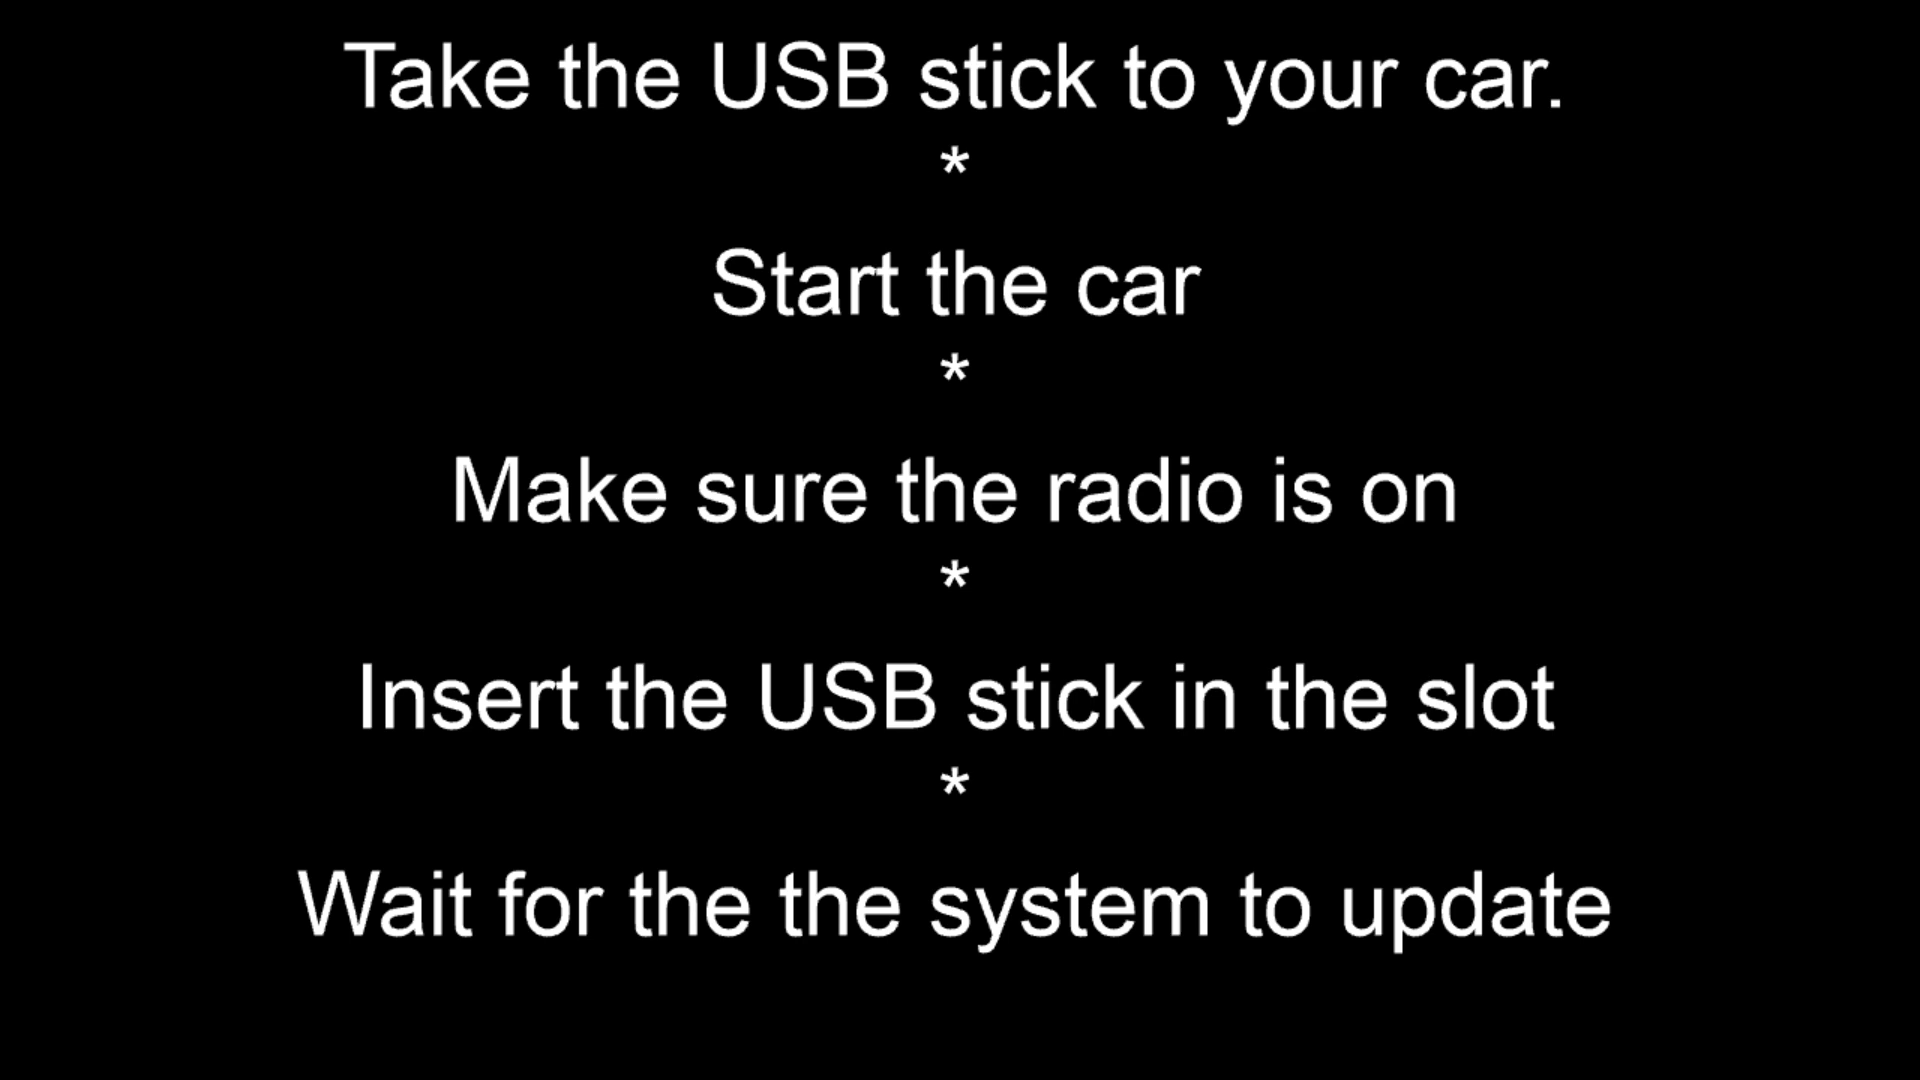 Take the USB stick to your car.
*
Start the car
*
Make sure the radio is on
*
Insert the USB stick in the slot
*
Wait for the the system to update